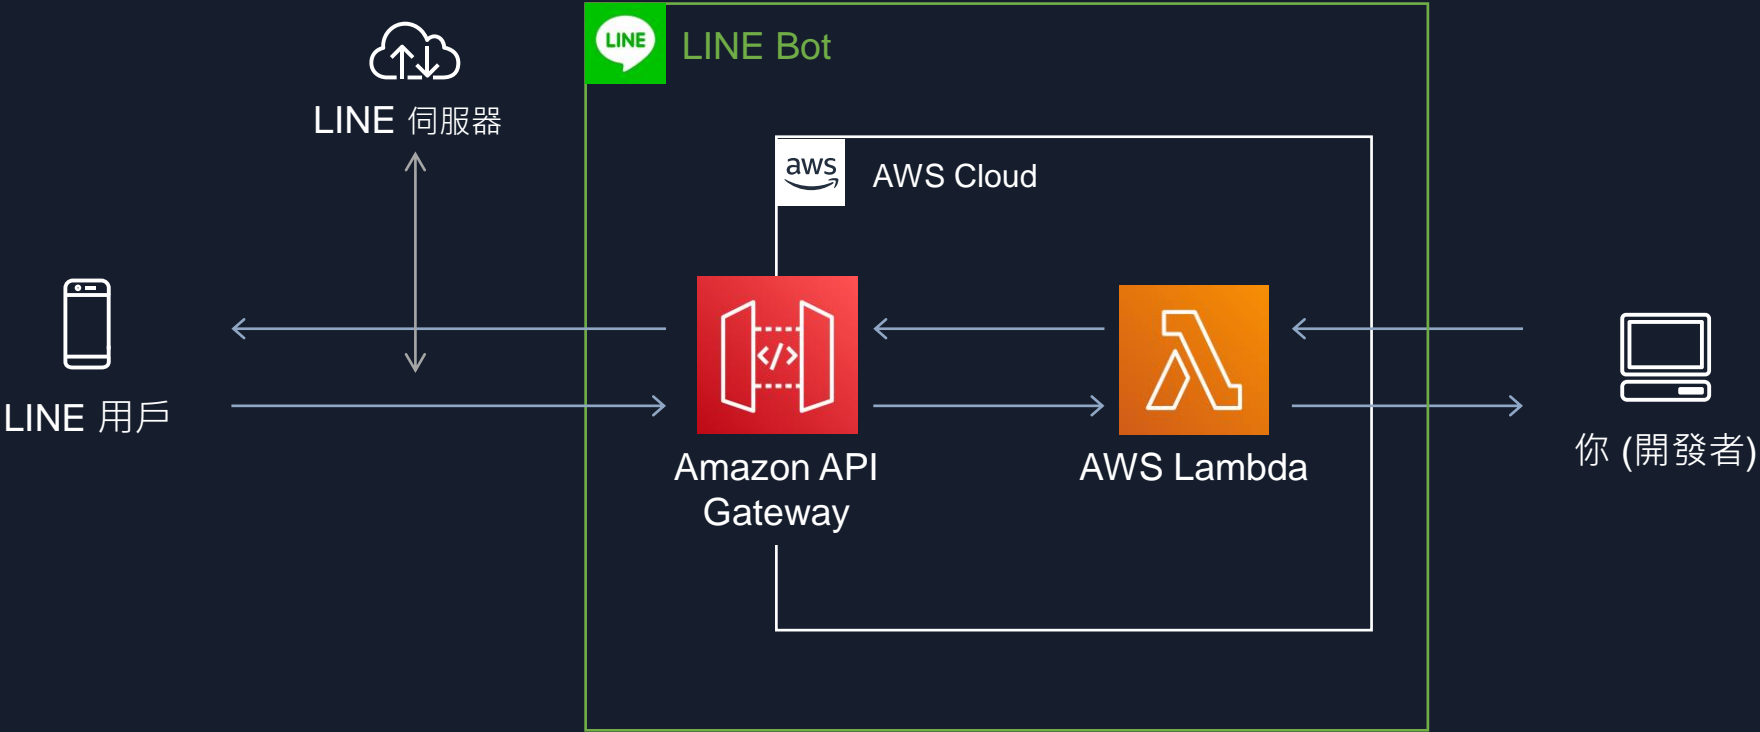 LINE
LINE Bot
LINE 伺服器
aws
AWS Cloud
</>
LINE 用戶
Amazon API
Gateway
AWS Lambda
你 (開發者)